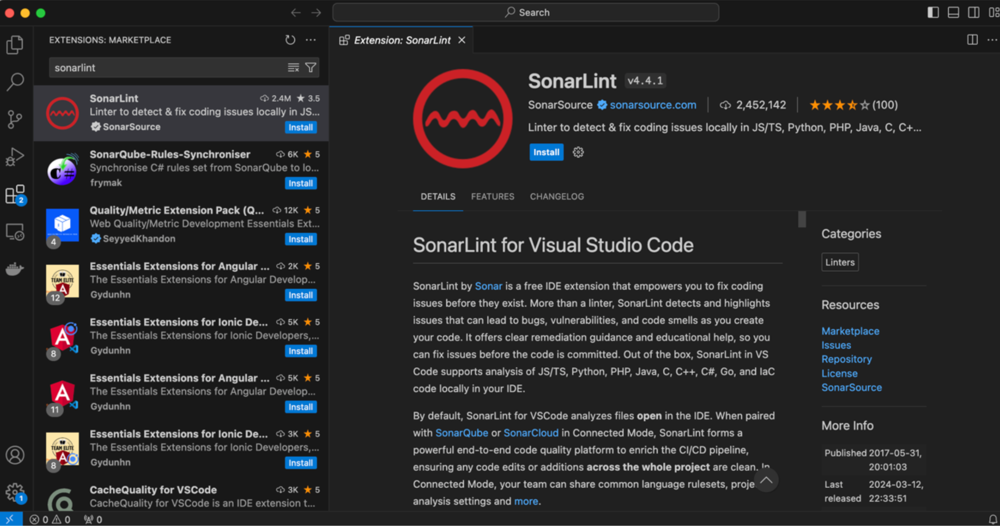 Search
EXTENSIONS: MARKETPLACE
sonarlint
SonarLint 2.4M ★ 3.5
Linter to detect & fix coding issues locally in JS...
SonarSource Install
SonarQube-Rules-Synchroniser 6K ★ 5
Synchronise C# rules set from SonarQube to lo...
frymak Install
Quality/Metric Extension Pack (Q... 12K ★ 5
Web Quality/Metric Development Essentials Ext...
4 SeyyedKhandon Install
Essentials Extensions for Angular ... 2K ★ 5
TEAM ELITE The Essentials Extensions for Angular Develop...
12 Gydunhn Install
Essentials Extensions for Ionic De... 5K ★ 5
The Essentials Extensions for Ionic Developers,...
8 Gydunhn Install
Essentials Extensions for Angular ... 5K ★ 5
The Essentials Extensions for Angular Develop...
11 Gydunhn Install
Essentials Extensions for Ionic De... 3K ★ 5
TEAM ELITE The Essentials Extensions for Ionic Developers,...
8 Gydunhn Install
CacheQuality for VSCode 3K ★ 5
CacheQuality for VSCode is an IDE extension t...
2
1
Extension: SonarLint
SonarLint v4.4.1
SonarSource sonarsource.com | 2,452,142 | (100)
Linter to detect & fix coding issues locally in JS/TS, Python, PHP, Java, C, C+...
Install
DETAILS FEATURES CHANGELOG
SonarLint for Visual Studio Code
SonarLint by Sonar is a free IDE extension that empowers you to fix coding
issues before they exist. More than a linter, SonarLint detects and highlights
issues that can lead to bugs, vulnerabilities, and code smells as you create
your code. It offers clear remediation guidance and educational help, so you
can fix issues before the code is committed. Out of the box, SonarLint in VS
Code supports analysis of JS/TS, Python, PHP, Java, C, C++, C#, Go, and IaC
code locally in your IDE.
By default, SonarLint for VSCode analyzes files open in the IDE. When paired
with SonarQube or SonarCloud in Connected Mode, SonarLint forms a
powerful end-to-end code quality platform to enrich the CI/CD pipeline,
ensuring any code edits or additions across the whole project are clean. In
Connected Mode, your team can share common language rulesets, proje
analysis settings and more.
Categories
Linters
Resources
Marketplace
Issues
Repository
License
SonarSource
More Info
Published 2017-05-31,
20:01:03
Last 2024-03-12,
released 22:33:51
0 0 0